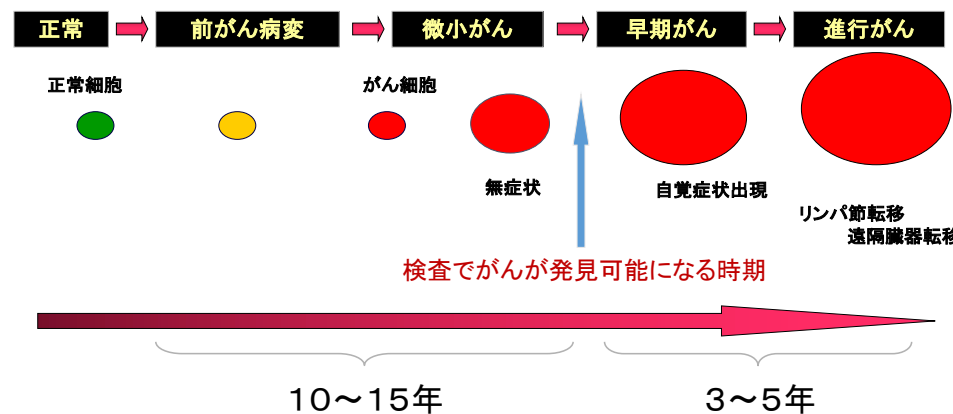 正常
前がん病変
微小がん
早期がん
進行がん
正常細胞
がん細胞
無症状
自覚症状出現
リンパ節転移
遠隔臓器転移
検査でがんが発見可能になる時期
10～15年
3～5年